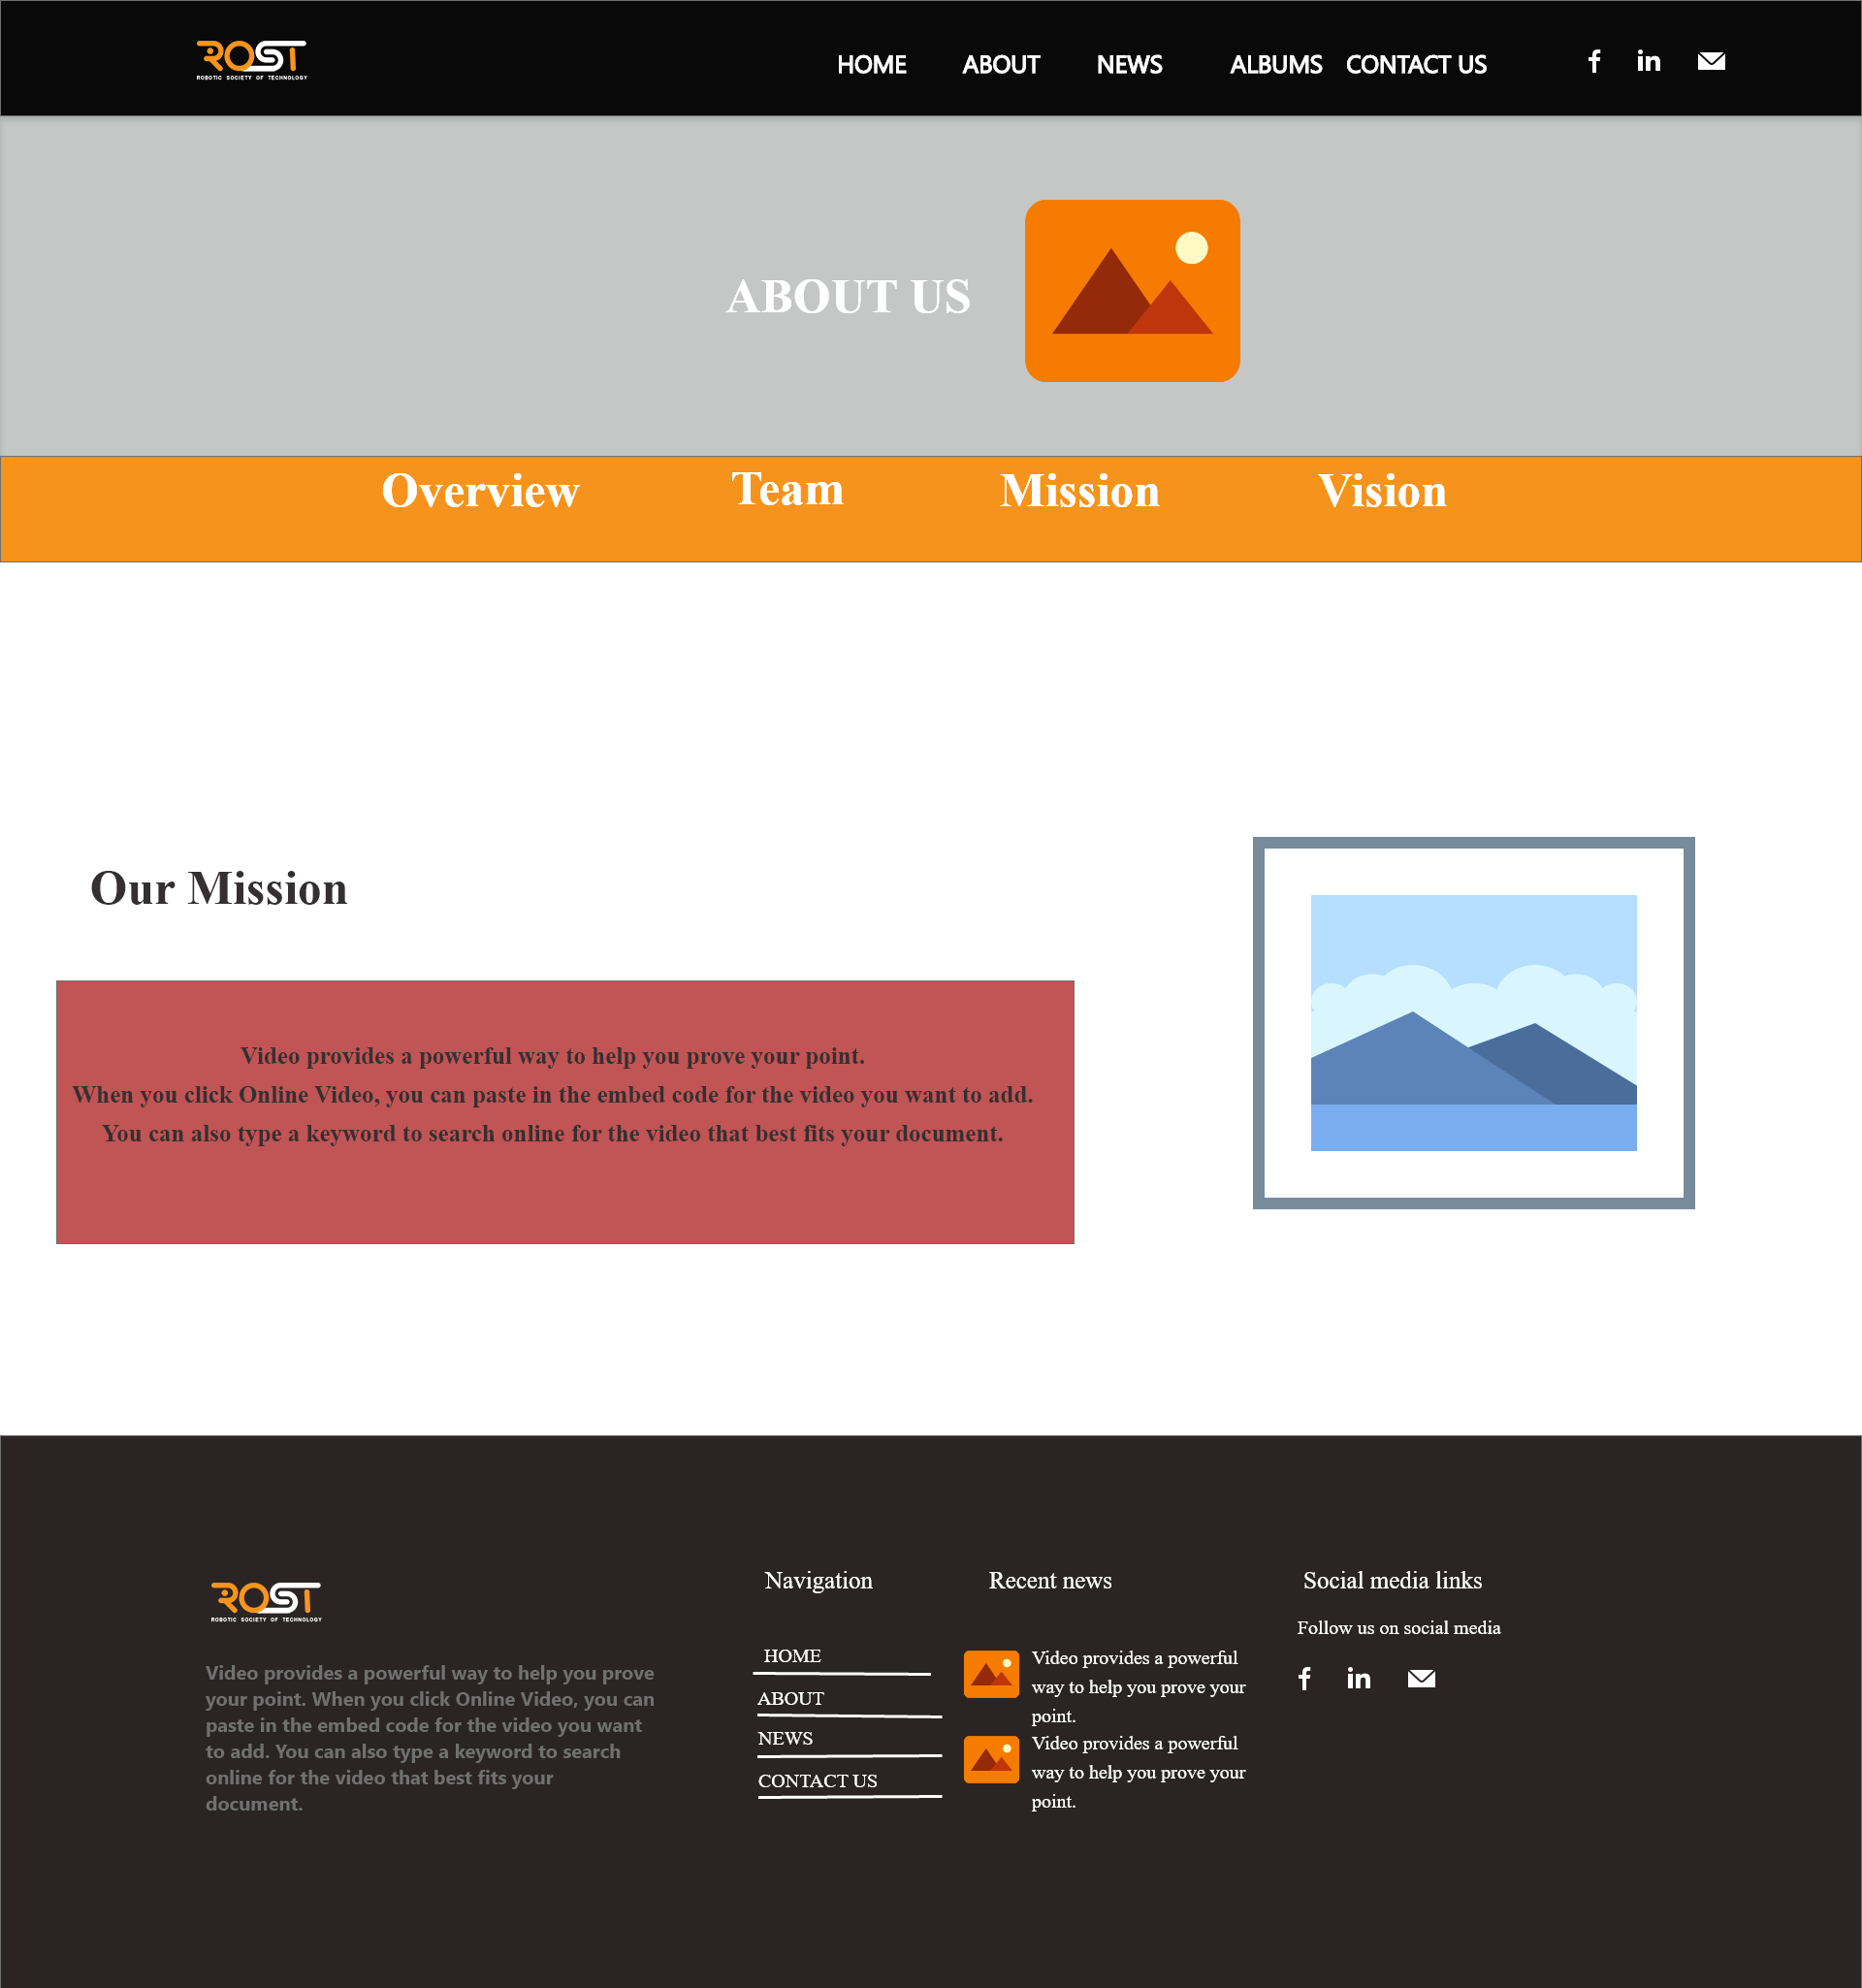 ROST
ROBOTIC SOCIETY OF TECHNOLOGY
HOME ABOUT NEWS ALBUMS CONTACT US
ABOUT US
Overview Team Mission Vision
Our Mission
Video provides a powerful way to help you prove your point.
When you click Online Video, you can paste in the embed code for the video you want to add.
You can also type a keyword to search online for the video that best fits your document.
ROST
ROBOTIC SOCIETY OF TECHNOLOGY
Video provides a powerful way to help you prove
your point. When you click Online Video, you can
paste in the embed code for the video you want
to add. You can also type a keyword to search
online for the video that best fits your
document.
Navigation
HOME
ABOUT
NEWS
CONTACT US
Recent news
Video provides a powerful
way to help you prove your
point.
Video provides a powerful
way to help you prove your
point.
Social media links
Follow us on social media